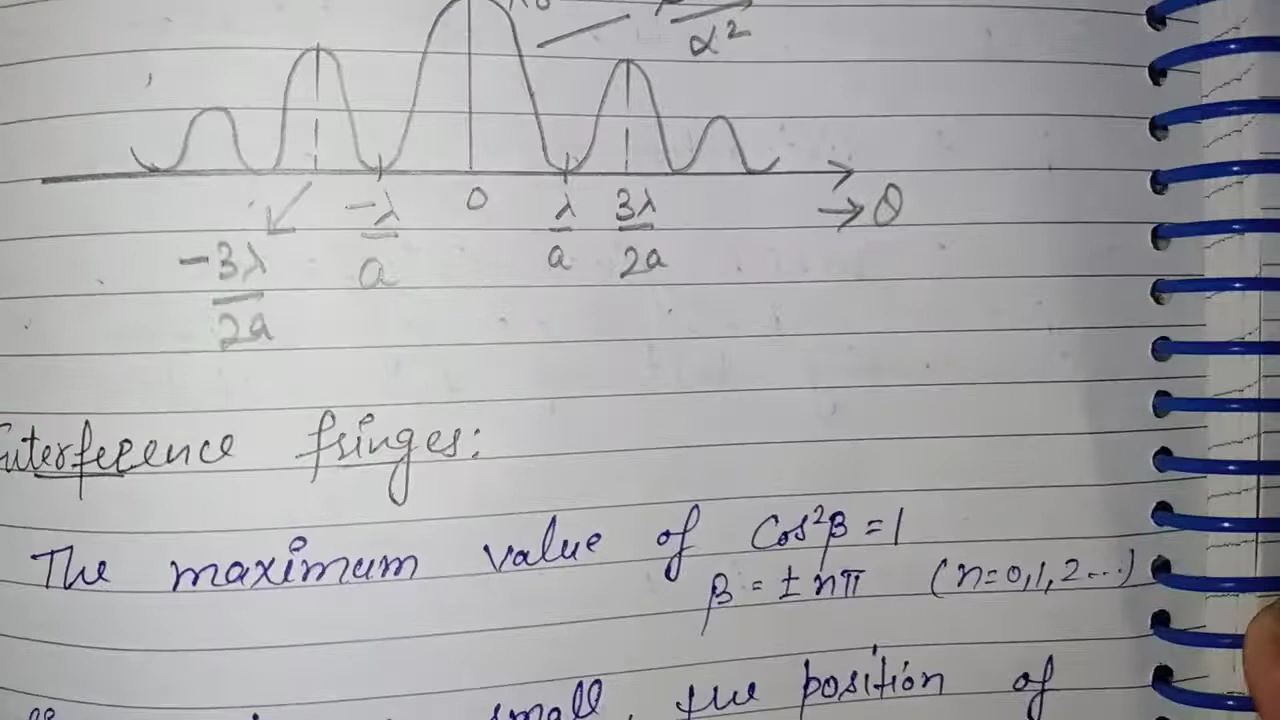 α²
-λ/a 0 λ/a 3λ/2a → θ
-3λ/2a
Interference fringes:
The maximum value of Cos²β = 1
β = ± nπ (n=0,1,2...)
small, the position of